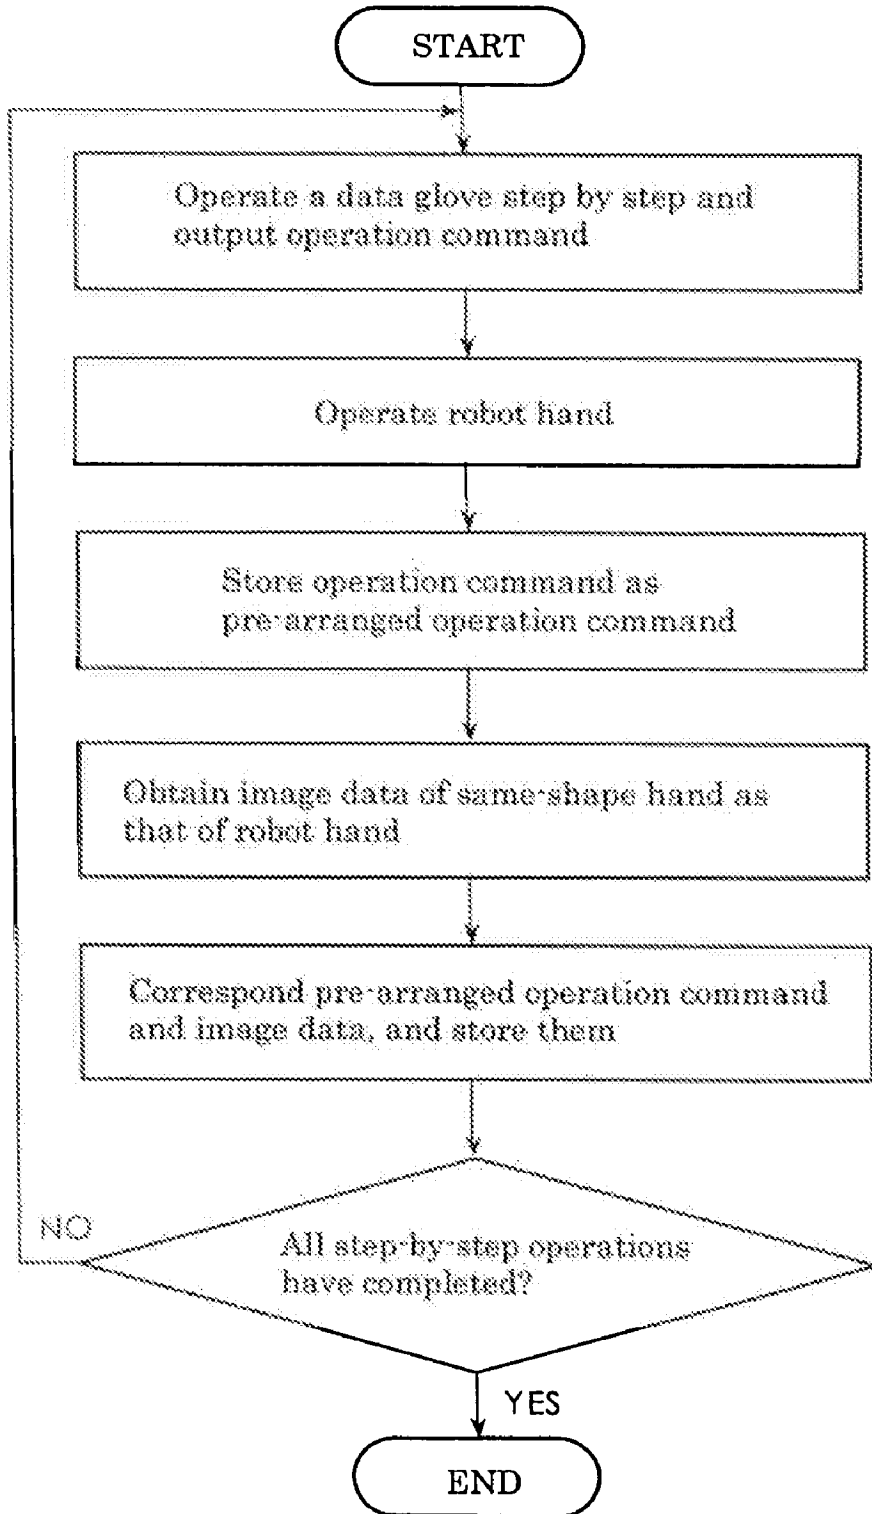 START
Operate a data glove step by step and
output operation command
Operate robot hand
Store operation command as
pre-arranged operation command
Obtain image data of same-shape hand as
that of robot hand
Correspond pre-arranged operation command
and image data, and store them
NO
All step-by-step operations
have completed?
YES
END